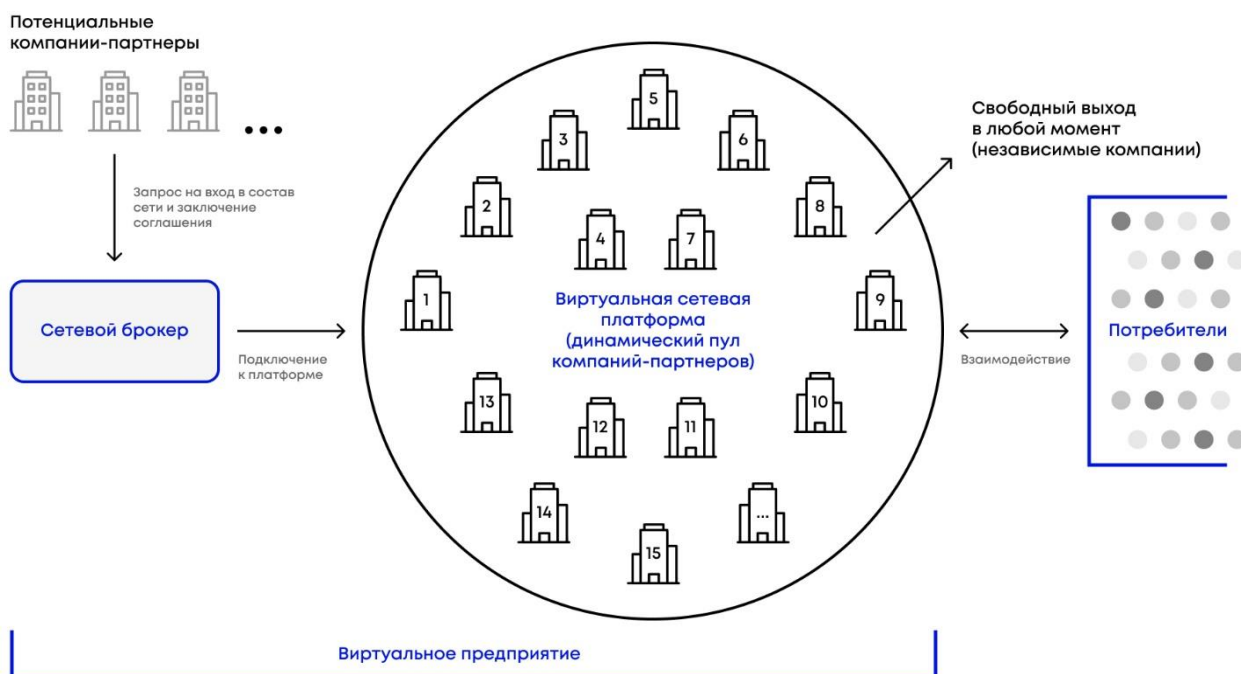 Потенциальные
компании-партнеры
...
Запрос на вход в состав
сети и заключение
соглашения
Сетевой брокер
Подключение
к платформе
5
3
6
2
8
4
7
1
9
Виртуальная сетевая
платформа
(динамический пул
компаний-партнеров)
13
10
12
11
14
...
15
Свободный выход
в любой момент
(независимые компании)
Взаимодействие
Потребители
Виртуальное предприятие